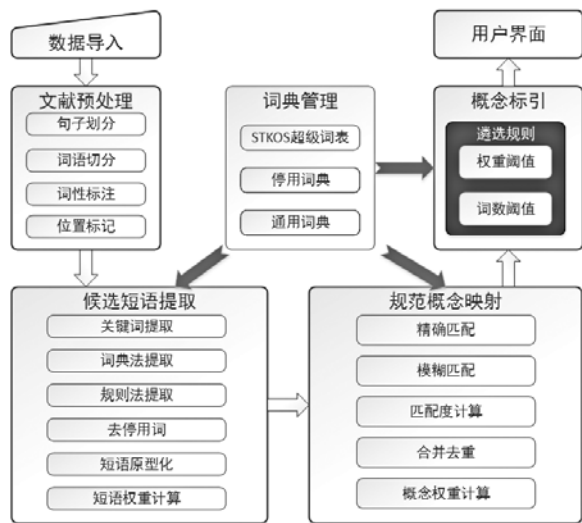 数据导入
用户界面
文献预处理
句子划分
词语切分
词性标注
位置标记
词典管理
STKOS超级词表
停用词典
通用词典
概念标引
遴选规则
权重阈值
词数阈值
候选短语提取
关键词提取
词典法提取
规则法提取
去停用词
短语原型化
短语权重计算
规范概念映射
精确匹配
模糊匹配
匹配度计算
合并去重
概念权重计算